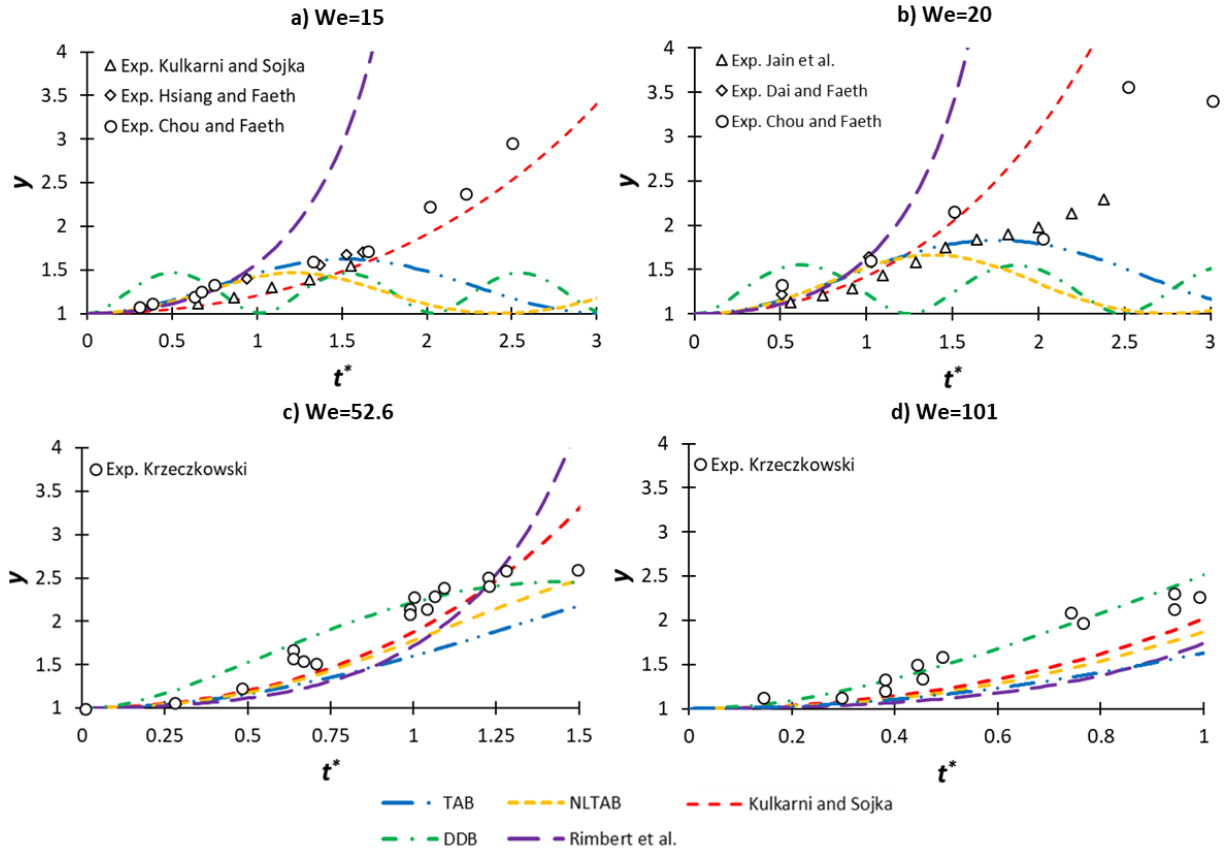 a) We=15
b) We=20
4
3.5
3
2.5
2
1.5
1
y
Exp. Kulkarni and Sojka
Exp. Hsiang and Faeth
Exp. Chou and Faeth
0 0.5 1 1.5 2 2.5 3
t*
4
3.5
3
2.5
2
1.5
1
y
Exp. Jain et al.
Exp. Dai and Faeth
Exp. Chou and Faeth
0 0.5 1 1.5 2 2.5 3
t*
c) We=52.6
d) We=101
4
3.5
3
2.5
2
1.5
1
y
Exp. Krzeczkowski
0 0.25 0.5 0.75 1 1.25 1.5
t*
4
3.5
3
2.5
2
1.5
1
y
Exp. Krzeczkowski
0 0.2 0.4 0.6 0.8 1
t*
TAB NLTAB Kulkarni and Sojka
DDB Rimbert et al.